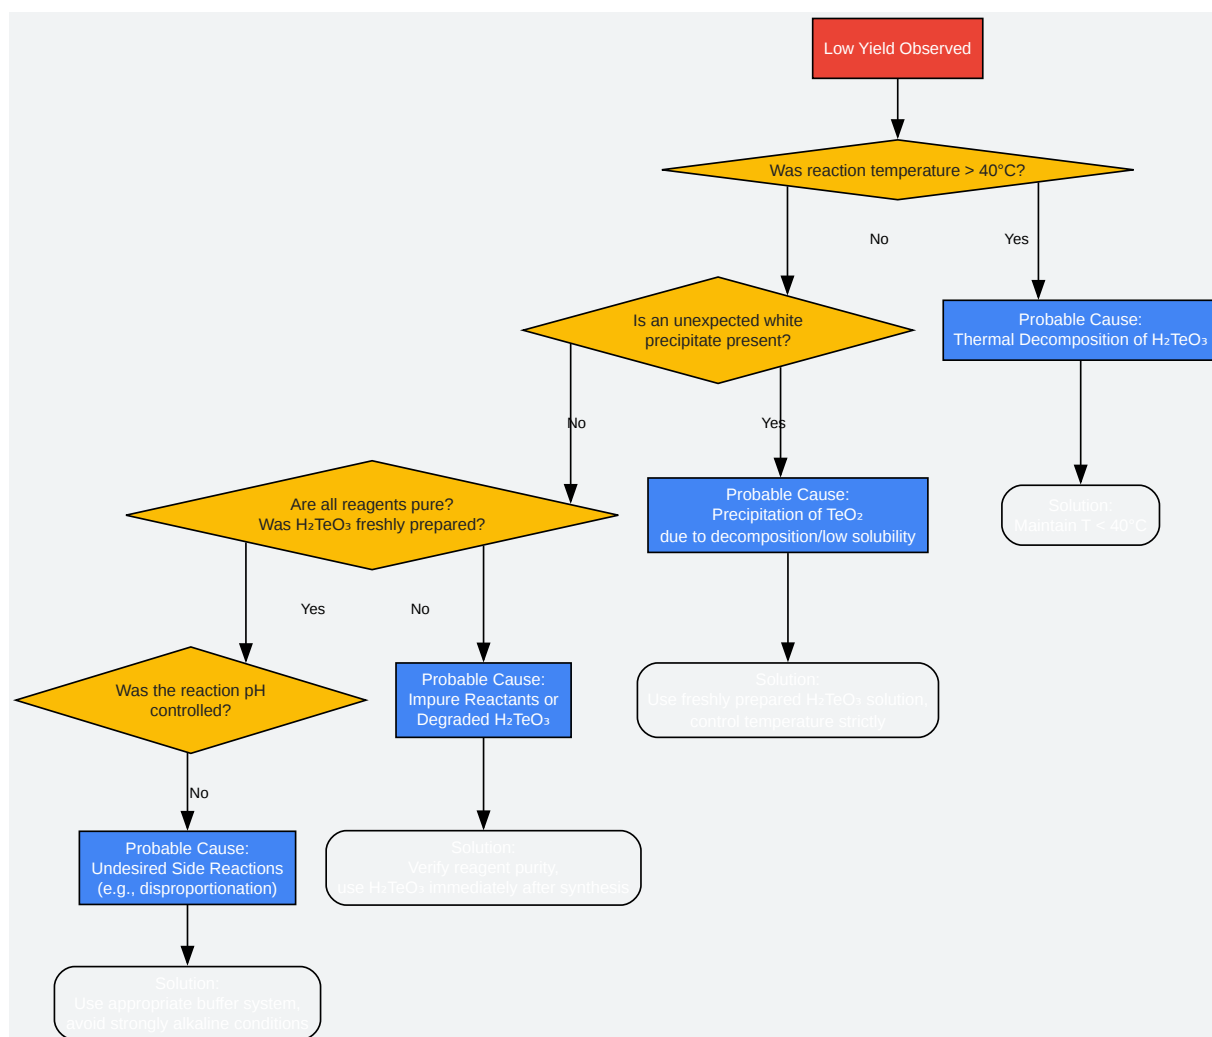 Low Yield Observed
Was reaction temperature > 40°C?
No
Yes
Is an unexpected white
precipitate present?
Probable Cause:
Thermal Decomposition of H₂TeO₃
No
Yes
Are all reagents pure?
Was H₂TeO₃ freshly prepared?
Probable Cause:
Precipitation of TeO₂
due to decomposition/low solubility
Solution:
Maintain T < 40°C
Yes
No
Was the reaction pH
controlled?
Probable Cause:
Impure Reactants or
Degraded H₂TeO₃
Solution:
Use freshly prepared H₂TeO₃ solution,
control temperature strictly
No
Probable Cause:
Undesired Side Reactions
(e.g., disproportionation)
Solution:
Verify reagent purity,
use H₂TeO₃ immediately after synthesis
Solution:
Use appropriate buffer system,
avoid strongly alkaline conditions